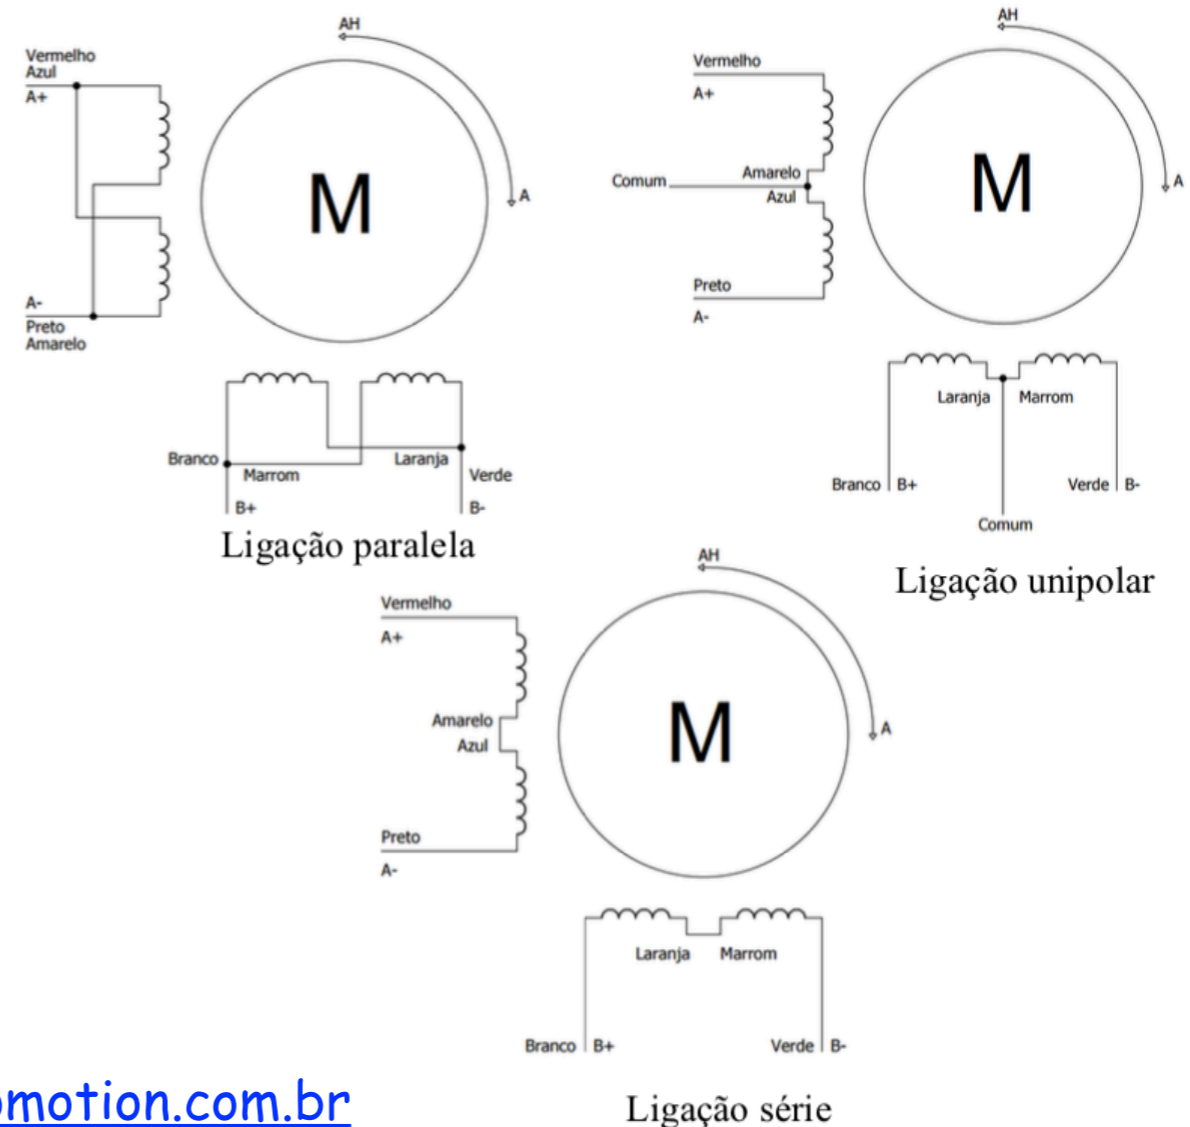 AH
Vermelho
Azul
A+
M
A
A-
Preto
Amarelo
Branco
Marrom
Laranja
Verde
B+
B-
Ligação paralela
AH
Vermelho
A+
Comum
Amarelo
Azul
M
A
Preto
A-
Laranja
Marrom
Branco
B+
Verde
B-
Comum
Ligação unipolar
AH
Vermelho
A+
Amarelo
Azul
M
A
Preto
A-
Laranja
Marrom
Branco
B+
Verde
B-
Ligação série
omotion.com.br